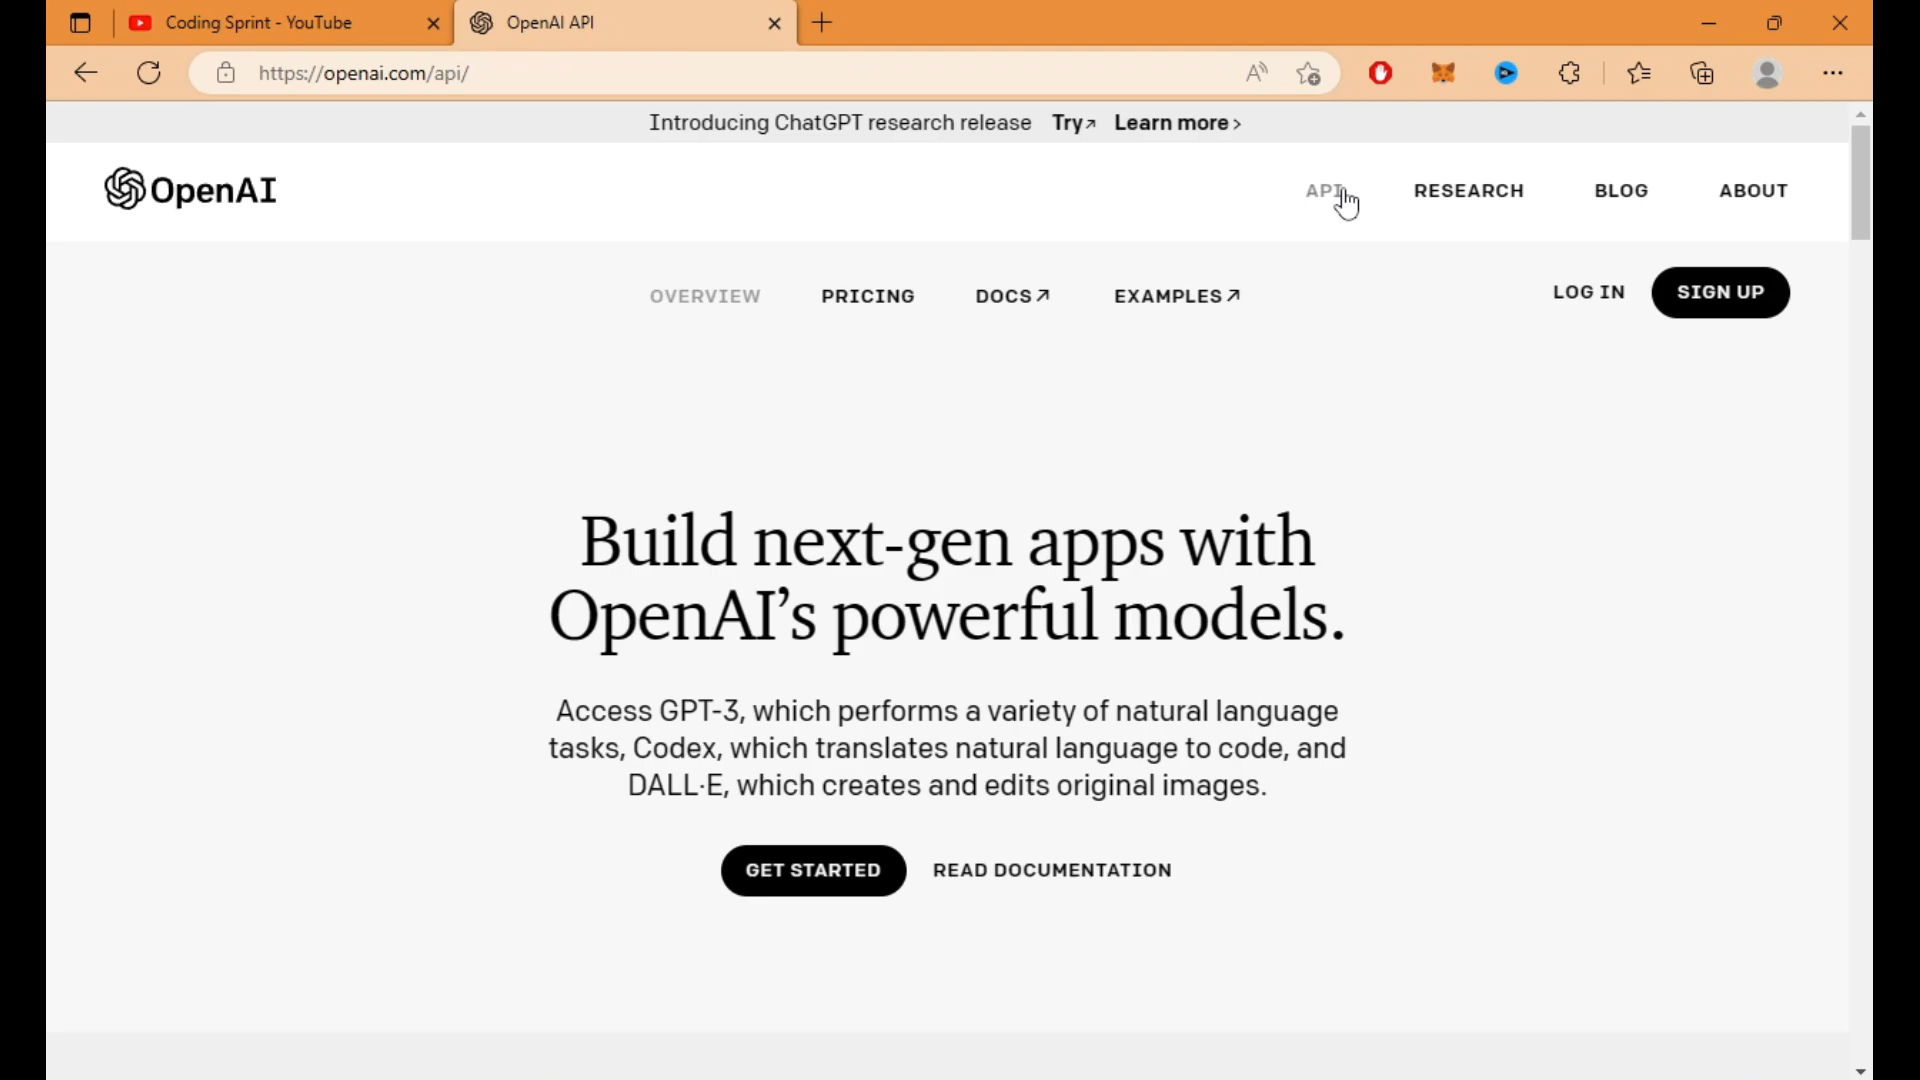 Coding Sprint - YouTube
OpenAI API
https://openai.com/api/
Introducing ChatGPT research release Try↗ Learn more>
OpenAI
API RESEARCH BLOG ABOUT
OVERVIEW PRICING DOCS↗ EXAMPLES↗ LOG IN SIGN UP
Build next-gen apps with
OpenAI’s powerful models.
Access GPT-3, which performs a variety of natural language
tasks, Codex, which translates natural language to code, and
DALL·E, which creates and edits original images.
GET STARTED READ DOCUMENTATION